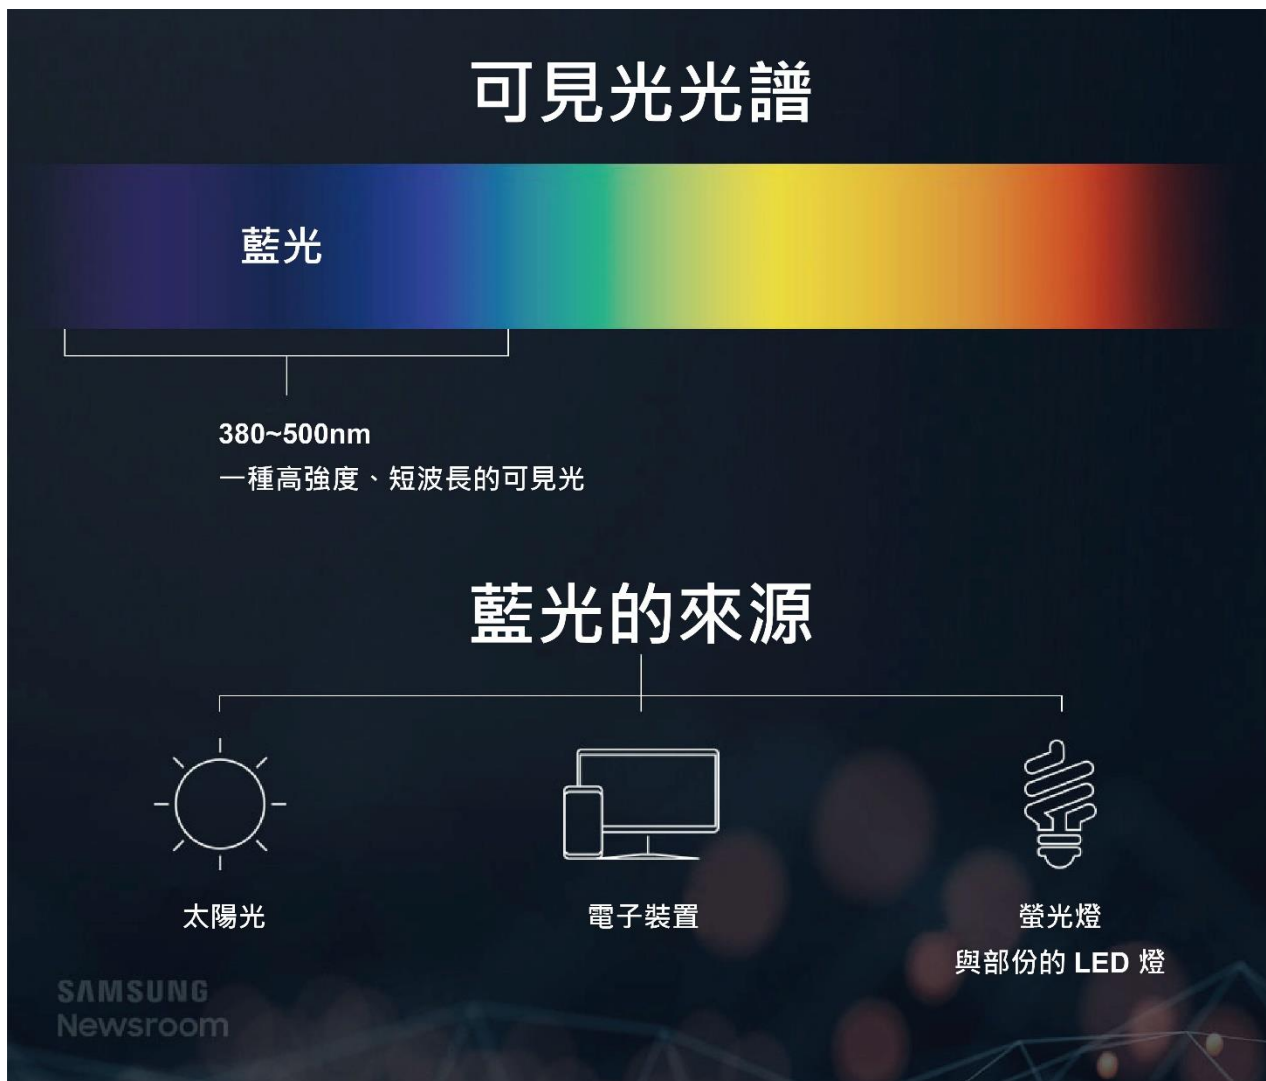 可見光光譜
藍光
380~500nm
一種高強度、短波長的可見光
藍光的來源
太陽光
電子裝置
螢光燈
與部份的 LED 燈
SAMSUNG
Newsroom